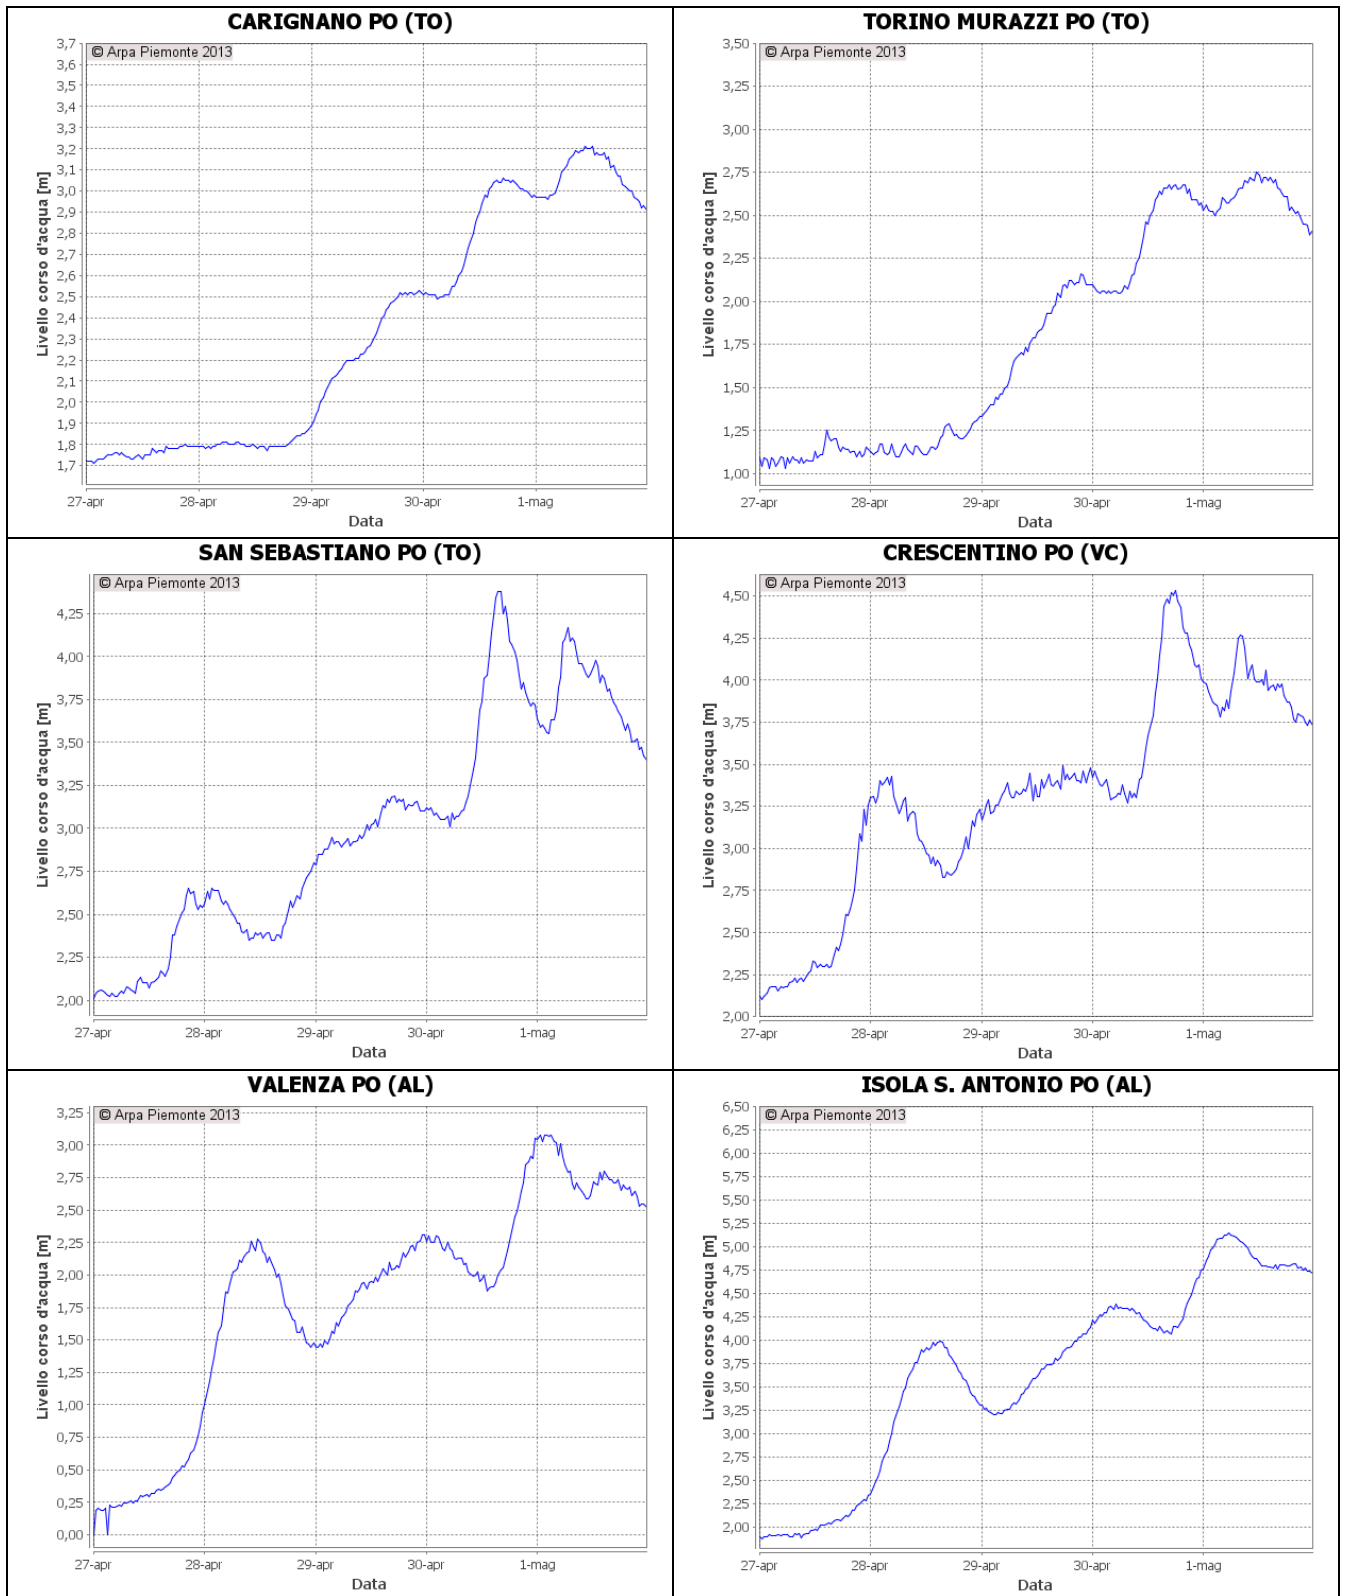 CARIGNANO PO (TO)
© Arpa Piemonte 2013
Livello corso d'acqua [m]
3,7
3,6
3,5
3,4
3,3
3,2
3,1
3,0
2,9
2,8
2,7
2,6
2,5
2,4
2,3
2,2
2,1
2,0
1,9
1,8
1,7
27-apr 28-apr 29-apr 30-apr 1-mag
Data
TORINO MURAZZI PO (TO)
© Arpa Piemonte 2013
Livello corso d'acqua [m]
3,50
3,25
3,00
2,75
2,50
2,25
2,00
1,75
1,50
1,25
1,00
27-apr 28-apr 29-apr 30-apr 1-mag
Data
SAN SEBASTIANO PO (TO)
© Arpa Piemonte 2013
Livello corso d'acqua [m]
4,25
4,00
3,75
3,50
3,25
3,00
2,75
2,50
2,25
2,00
27-apr 28-apr 29-apr 30-apr 1-mag
Data
CRESCENTINO PO (VC)
© Arpa Piemonte 2013
Livello corso d'acqua [m]
4,50
4,25
4,00
3,75
3,50
3,25
3,00
2,75
2,50
2,25
2,00
27-apr 28-apr 29-apr 30-apr 1-mag
Data
VALENZA PO (AL)
© Arpa Piemonte 2013
Livello corso d'acqua [m]
3,25
3,00
2,75
2,50
2,25
2,00
1,75
1,50
1,25
1,00
0,75
0,50
0,25
0,00
27-apr 28-apr 29-apr 30-apr 1-mag
Data
ISOLA S. ANTONIO PO (AL)
© Arpa Piemonte 2013
Livello corso d'acqua [m]
6,50
6,25
6,00
5,75
5,50
5,25
5,00
4,75
4,50
4,25
4,00
3,75
3,50
3,25
3,00
2,75
2,50
2,25
2,00
27-apr 28-apr 29-apr 30-apr 1-mag
Data